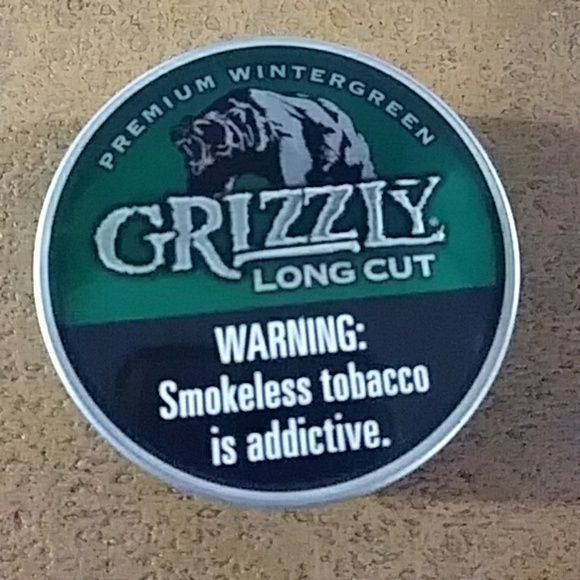 PREMIUM WINTERGREEN
GRIZZLY
LONG CUT
WARNING:
Smokeless tobacco
is addictive.